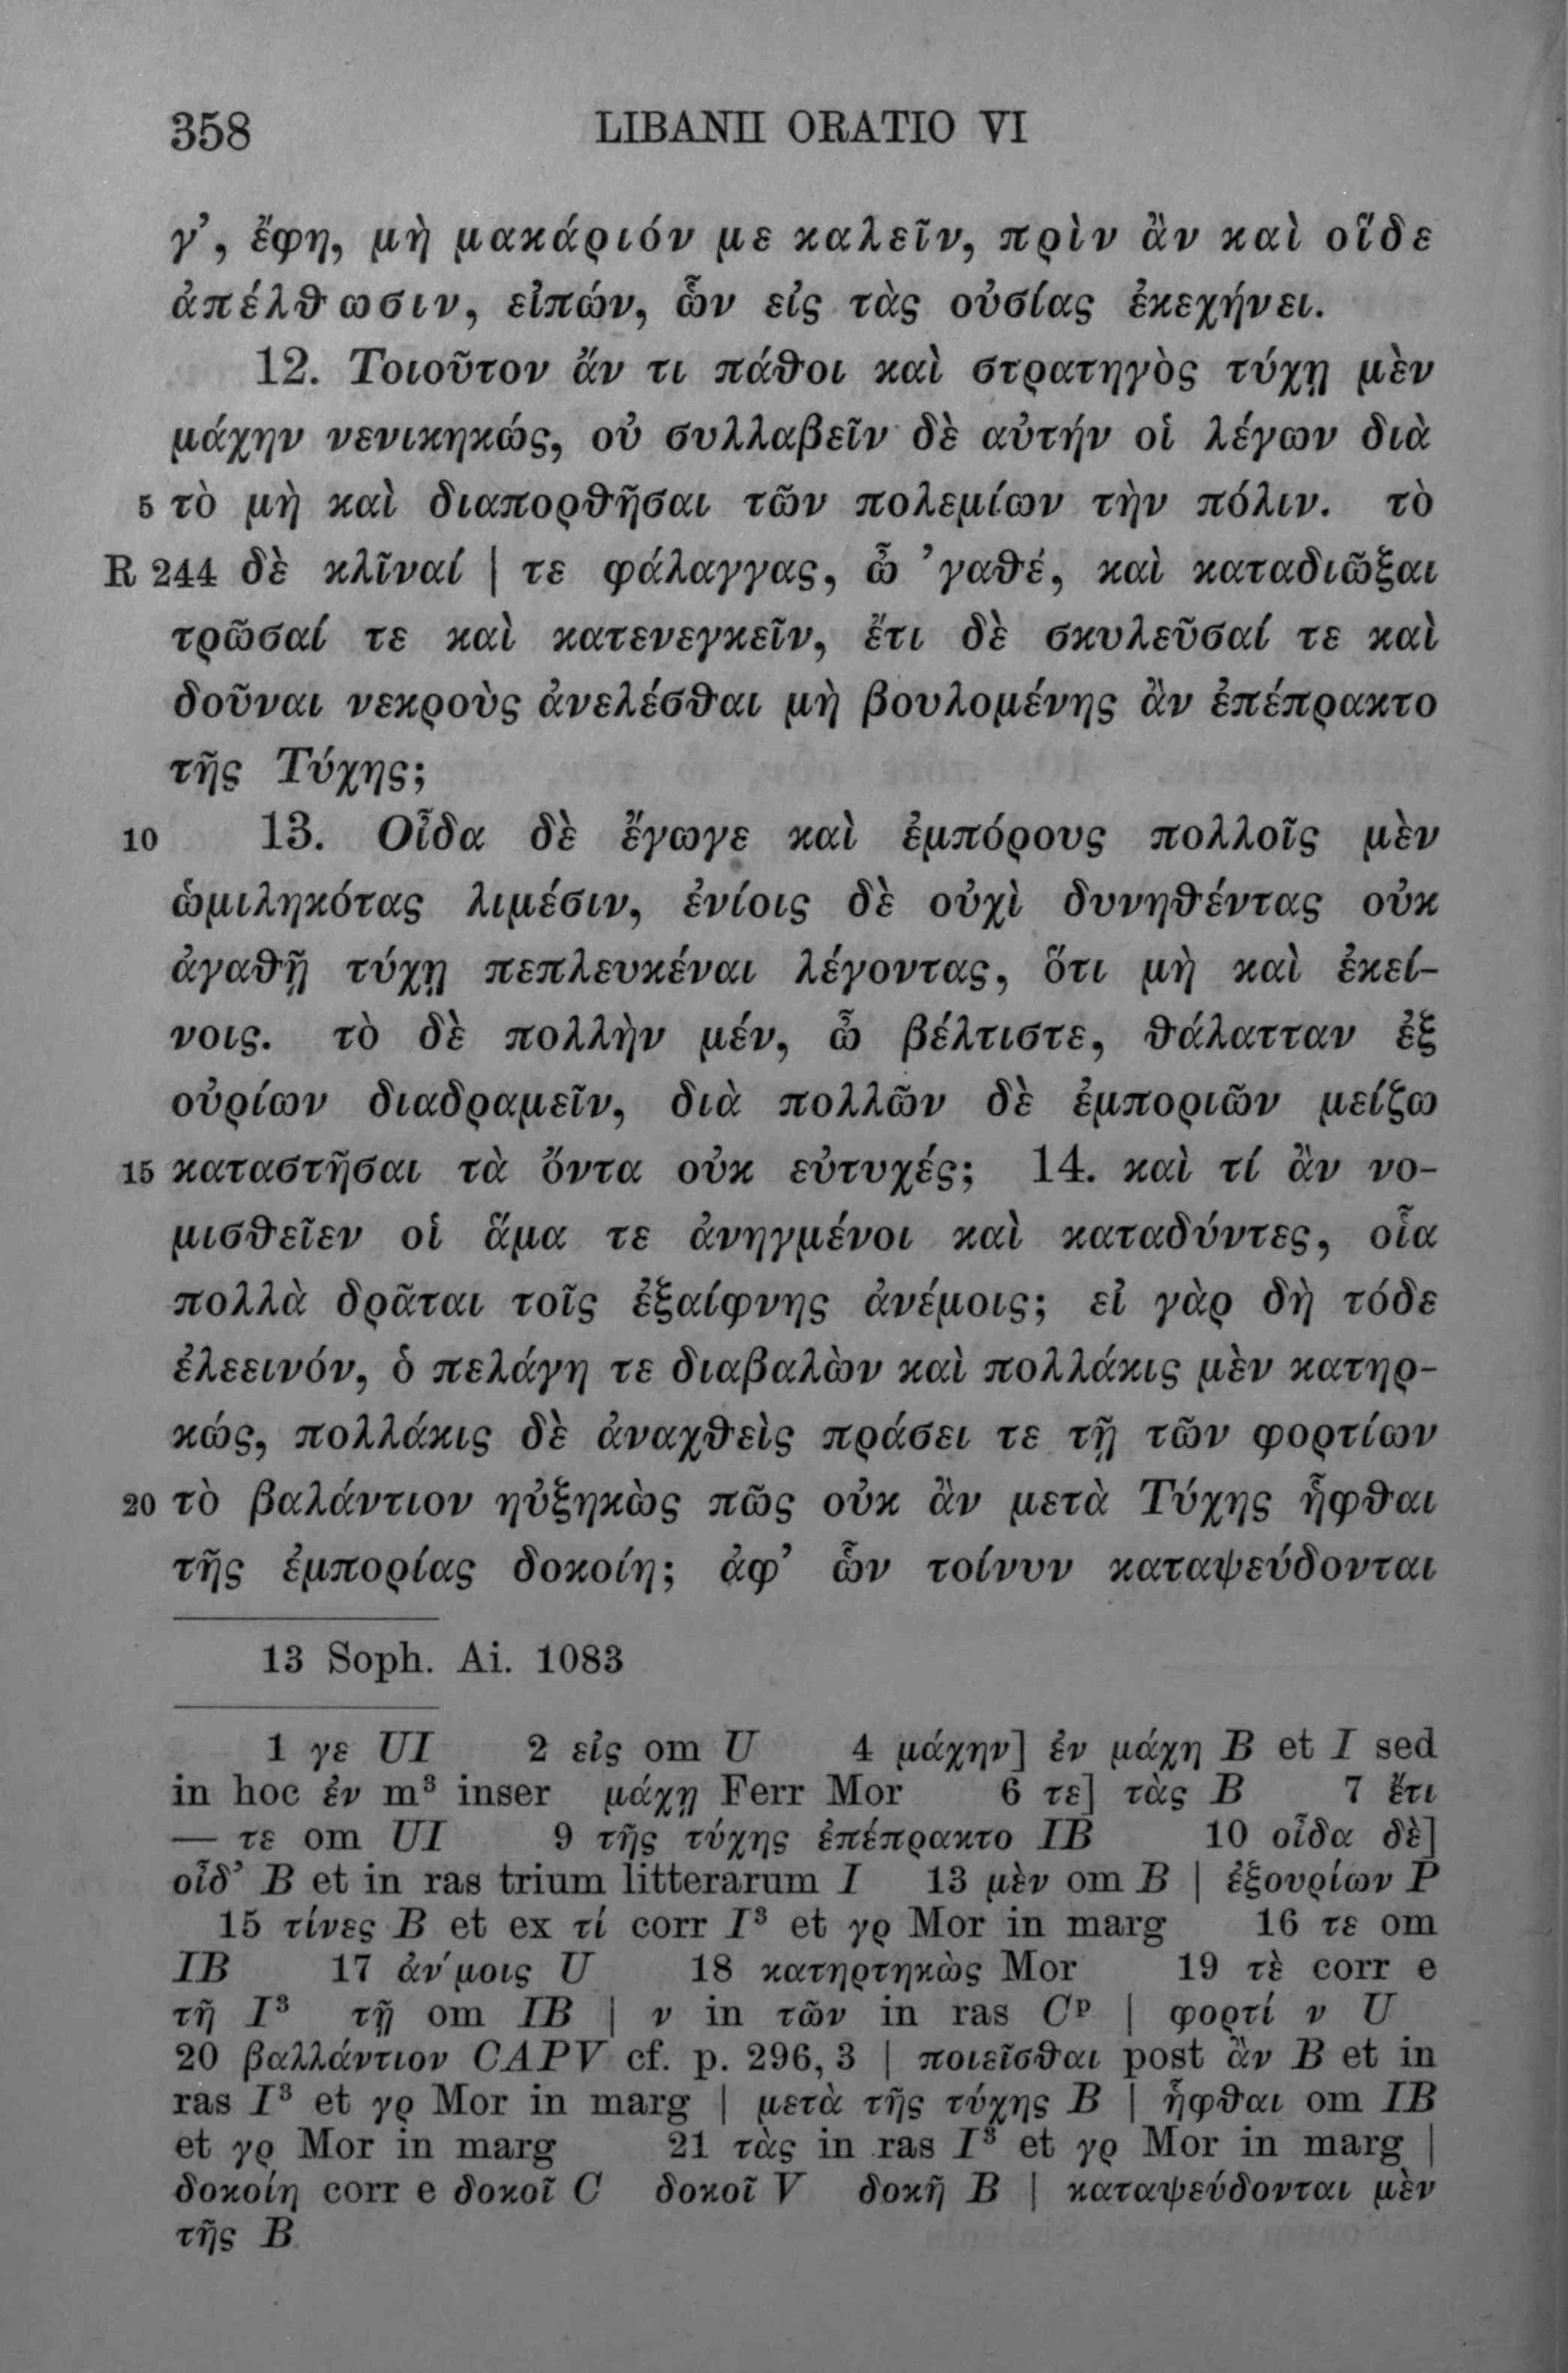 358 LIBANII ORATIO VI
γ’, ἔφη, μὴ μακάριόν με καλεῖν, πρὶν ἂν καὶ οἵδε
ἀπέλθωσιν, εἰπών, ὧν εἰς τὰς οὐσίας ἐκεχήνει.
12. Τοιοῦτον ἄν τι πάθοι καὶ στρατηγὸς τύχῃ μὲν
μάχην νενικηκώς, οὐ συλλαβεῖν δὲ αὐτήν οἱ λέγων διὰ
5 τὸ μὴ καὶ διαπορθῆσαι τῶν πολεμίων τὴν πόλιν. τὸ
R 244 δὲ κλῖναί | τε φάλαγγας, ὦ ’γαθέ, καὶ καταδιῶξαι
τρῶσαί τε καὶ κατενεγκεῖν, ἔτι δὲ σκυλεῦσαί τε καὶ
δοῦναι νεκροὺς ἀνελέσθαι μὴ βουλομένης ἂν ἐπέπρακτο
τῆς Τύχης;
10 13. Οἶδα δὲ ἔγωγε καὶ ἐμπόρους πολλοῖς μὲν
ὡμιληκότας λιμέσιν, ἐνίοις δὲ οὐχὶ δυνηθέντας οὐκ
ἀγαθῇ τύχῃ πεπλευκέναι λέγοντας, ὅτι μὴ καὶ ἐκεί-
νοις. τὸ δὲ πολλὴν μέν, ὦ βέλτιστε, θάλατταν ἐξ
οὐρίων διαδραμεῖν, διὰ πολλῶν δὲ ἐμποριῶν μείζω
15 καταστῆσαι τὰ ὄντα οὐκ εὐτυχές; 14. καὶ τί ἂν νο-
μισθεῖεν οἱ ἅμα τε ἀνηγμένοι καὶ καταδύντες, οἷα
πολλὰ δρᾶται τοῖς ἐξαίφνης ἀνέμοις; εἰ γὰρ δὴ τόδε
ἐλεεινόν, ὁ πελάγη τε διαβαλὼν καὶ πολλάκις μὲν κατηρ-
κώς, πολλάκις δὲ ἀναχθεὶς πράσει τε τῇ τῶν φορτίων
20 τὸ βαλάντιον ηὐξηκὼς πῶς οὐκ ἂν μετὰ Τύχης ἧφθαι
τῆς ἐμπορίας δοκοίη; ἀφ’ ὧν τοίνυν καταψεύδονται
13 Soph. Ai. 1083
1 γε UI 2 εἰς om U 4 μάχην] ἐν μάχη B et I sed
in hoc ἐν m³ inser μάχῃ Ferr Mor 6 τε] τὰς B 7 ἔτι
— τε om UI 9 τῆς τύχης ἐπέπρακτο IB 10 οἶδα δὲ]
οἶδ’ B et in ras trium litterarum I 13 μὲν om B | ἐξουρίων P
15 τίνες B et ex τί corr I³ et γρ Mor in marg 16 τε om
IB 17 ἀν´μοις U 18 κατηρτηκὼς Mor 19 τὲ corr e
τῆ I³ τῇ om IB | ν in τῶν in ras Cᵖ | φορτί ν U
20 βαλλάντιον CAPV cf. p. 296, 3 | ποιεῖσθαι post ἂν B et in
ras I³ et γρ Mor in marg | μετὰ τῆς τύχης B | ἧφθαι om IB
et γρ Mor in marg 21 τὰς in ras I³ et γρ Mor in marg |
δοκοίη corr e δοκοῖ C δοκοῖ V δοκῆ B | καταψεύδονται μὲν
τῆς B